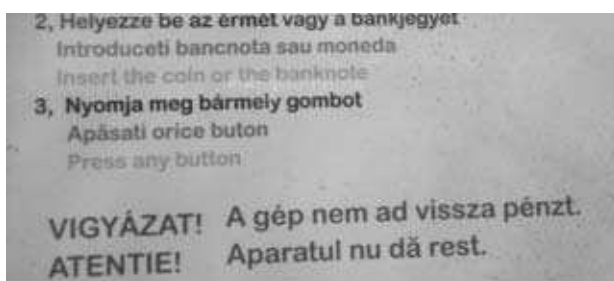 2, Helyezze be az érmét vagy a bankjegyet
Introduceti bancnota sau moneda
Insert the coin or the banknote
3, Nyomja meg bármely gombot
Apăsati orice buton
Press any button
VIGYÁZAT! A gép nem ad vissza pénzt.
ATENTIE! Aparatul nu dă rest.